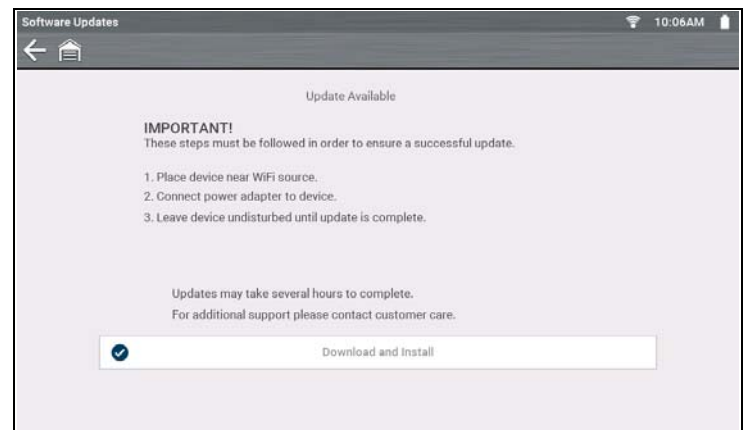 Software Updates
10:06AM
Update Available
IMPORTANT!
These steps must be followed in order to ensure a successful update.
1. Place device near WiFi source.
2. Connect power adapter to device.
3. Leave device undisturbed until update is complete.
Updates may take several hours to complete.
For additional support please contact customer care.
Download and Install